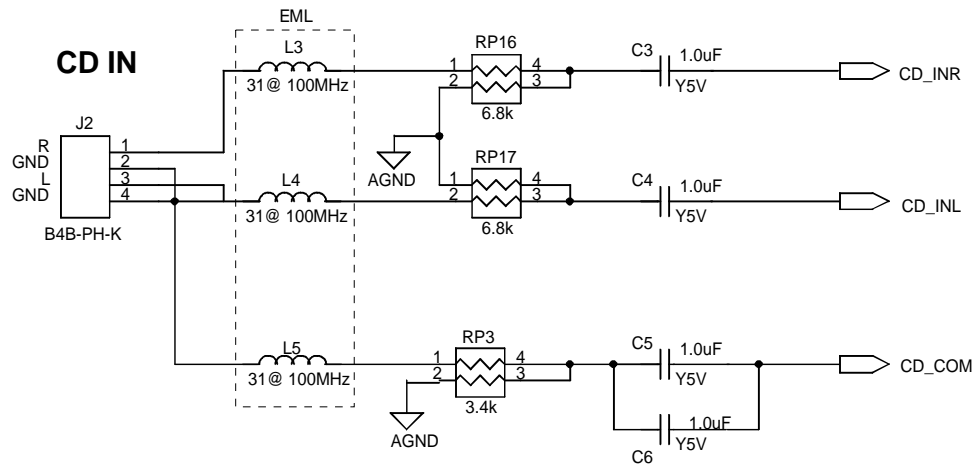 EML
CD IN
L3
31@ 100MHz
RP16
1 4
2 3
6.8k
C3 1.0uF
Y5V
CD_INR
J2
R 1
GND 2
L 3
GND 4
B4B-PH-K
AGND
L4
31@ 100MHz
RP17
1 4
2 3
6.8k
C4 1.0uF
Y5V
CD_INL
L5
31@ 100MHz
RP3
1 4
2 3
3.4k
AGND
C5 1.0uF
Y5V
CD_COM
1.0uF
C6 Y5V